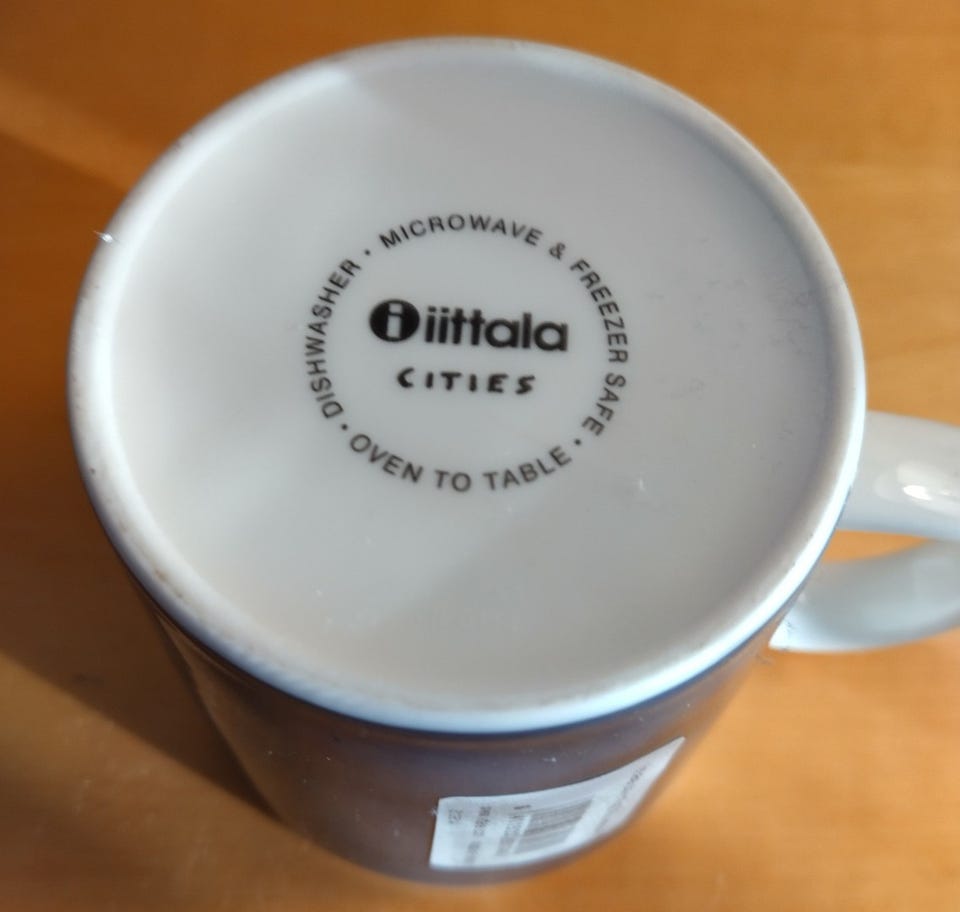 DISHWASHER • MICROWAVE & FREEZER SAFE • OVEN TO TABLE •
i iittala
CITIES